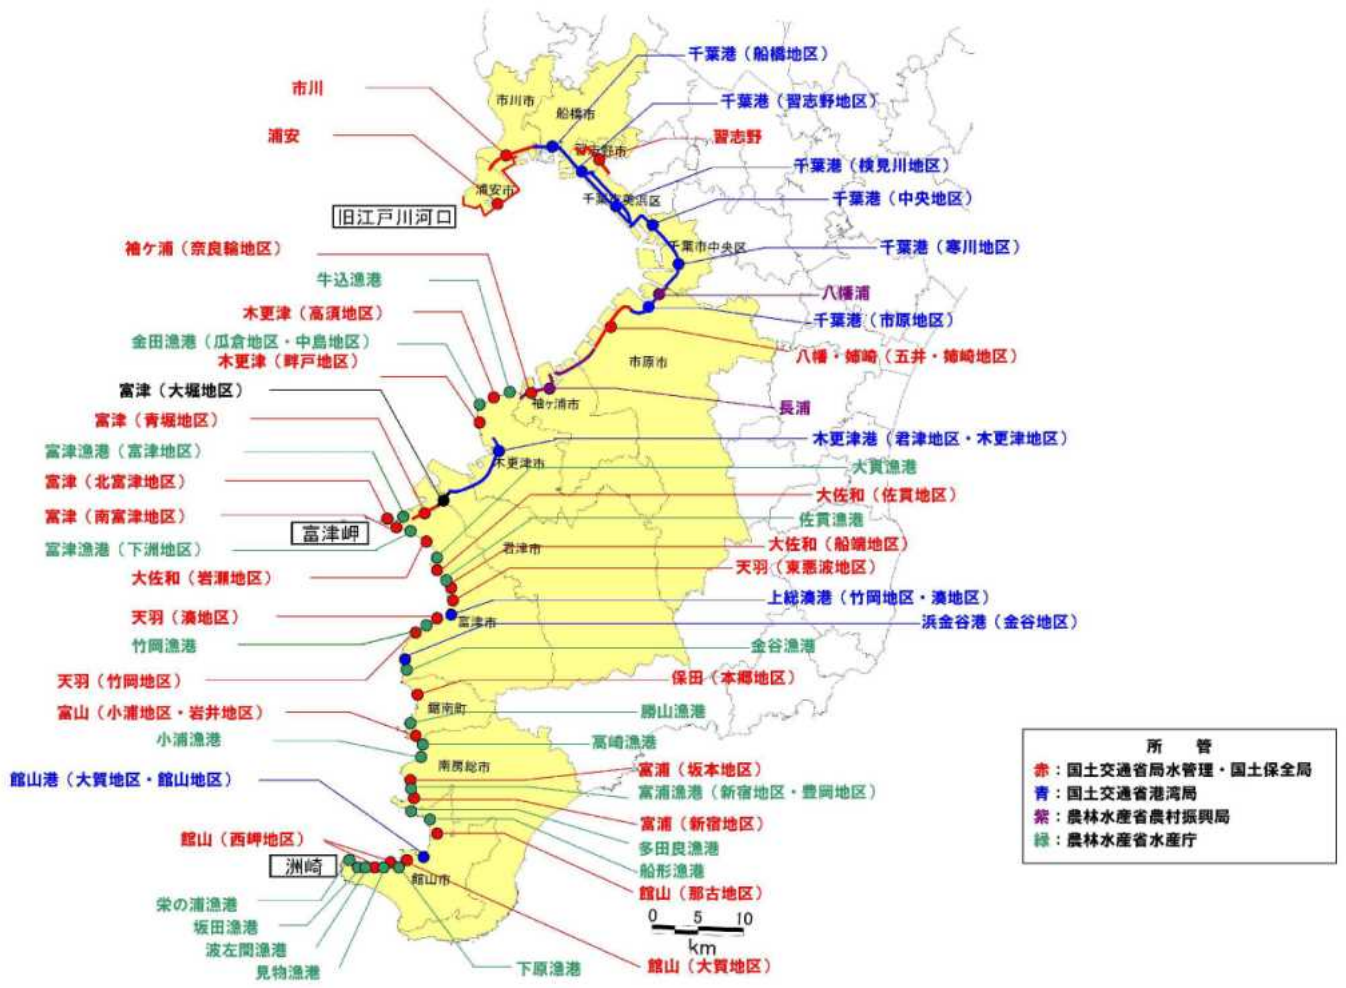 千葉港（船橋地区）
市川
市川市
千葉港（習志野地区）
船橋市
浦安
習志野
習志野市
千葉港（検見川地区）
浦安市
千葉市美浜区
千葉港（中央地区）
旧江戸川河口
袖ケ浦（奈良輪地区）
千葉市中央区
千葉港（寒川地区）
牛込漁港
八幡浦
木更津（高須地区）
千葉港（市原地区）
金田漁港（瓜倉地区・中島地区）
木更津（畔戸地区）
八幡・姉崎（五井・姉崎地区）
市原市
富津（大堀地区）
袖ヶ浦市
長浦
富津（青堀地区）
木更津港（君津地区・木更津地区）
富津漁港（富津地区）
木更津市
大貫漁港
富津（北富津地区）
大佐和（佐貫地区）
富津（南富津地区）
佐貫漁港
富津岬
富津漁港（下洲地区）
君津市
大佐和（船端地区）
天羽（東悪波地区）
大佐和（岩瀬地区）
上総湊港（竹岡地区・湊地区）
天羽（湊地区）
富津市
浜金谷港（金谷地区）
竹岡漁港
金谷漁港
天羽（竹岡地区）
保田（本郷地区）
富山（小浦地区・岩井地区）
鋸南町
勝山漁港
小浦漁港
高崎漁港
南房総市
富浦（坂本地区）
館山港（大賀地区・館山地区）
富浦漁港（新宿地区・豊岡地区）
富浦（新宿地区）
館山（西岬地区）
多田良漁港
洲崎
船形漁港
館山市
館山（那古地区）
栄の浦漁港
坂田漁港
波左間漁港
見物漁港
下原漁港
館山（大賀地区）
0 5 10
km
所 管
赤：国土交通省局水管理・国土保全局
青：国土交通省港湾局
紫：農林水産省農村振興局
緑：農林水産省水産庁